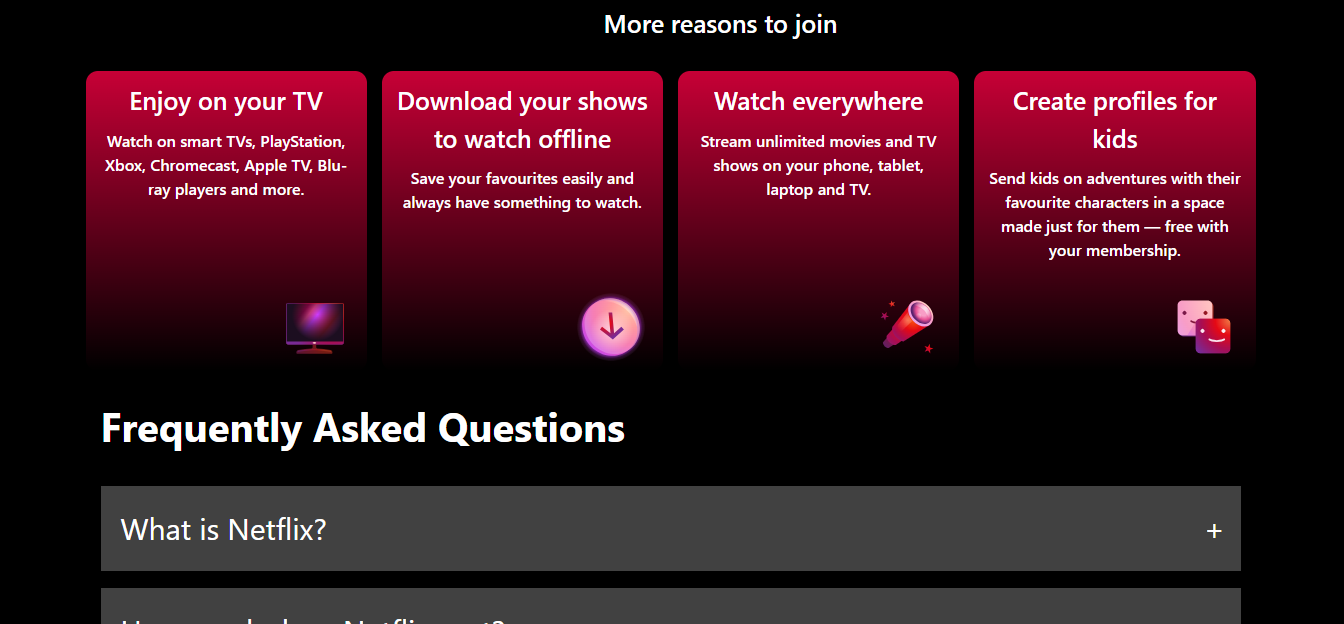 More reasons to join
Enjoy on your TV
Watch on smart TVs, PlayStation,
Xbox, Chromecast, Apple TV, Blu-
ray players and more.
Download your shows
to watch offline
Save your favourites easily and
always have something to watch.
Watch everywhere
Stream unlimited movies and TV
shows on your phone, tablet,
laptop and TV.
Create profiles for
kids
Send kids on adventures with their
favourite characters in a space
made just for them — free with
your membership.
Frequently Asked Questions
What is Netflix? +